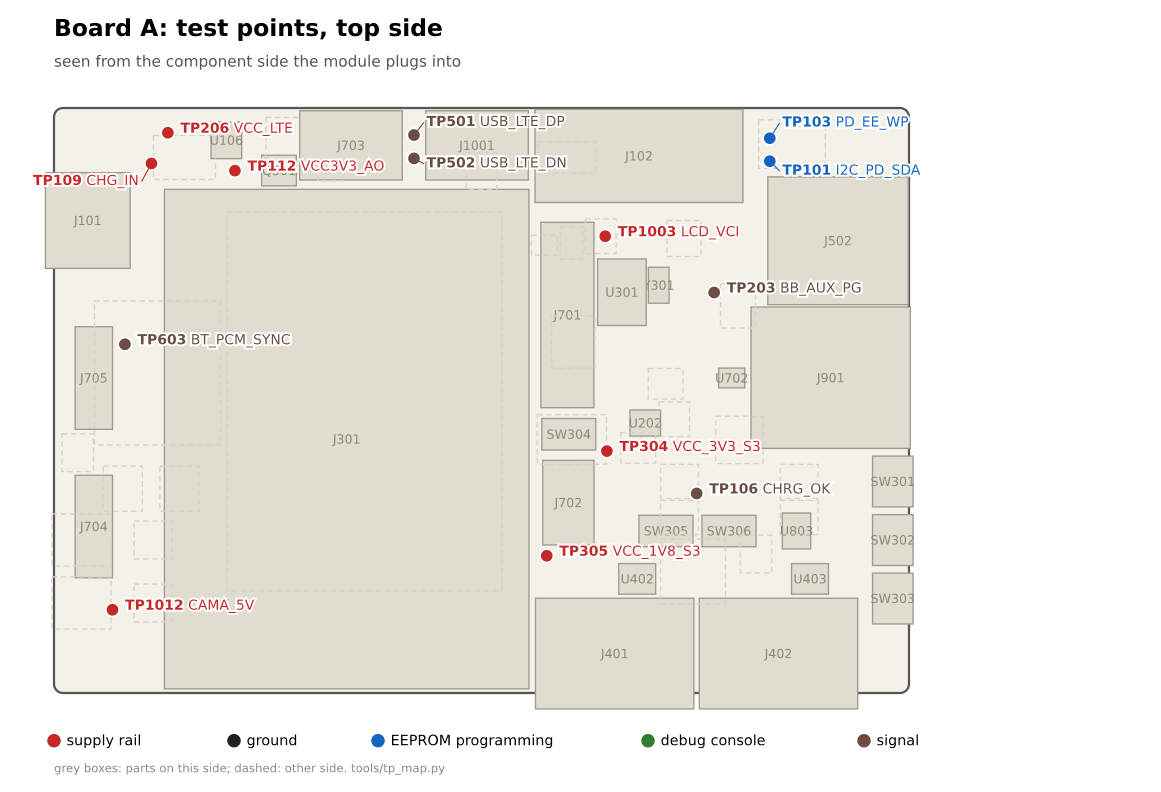 Board A: test points, top side
seen from the component side the module plugs into
TP206 VCC_LTE
U106
J703
TP501 USB_LTE_DP
J1001
J102
TP103 PD_EE_WP
TP109 CHG_IN
TP112 VCC3V3_AO
TP502 USB_LTE_DN
TP101 I2C_PD_SDA
J101
TP1003 LCD_VCI
J502
U301
Y301
TP203 BB_AUX_PG
J701
TP603 BT_PCM_SYNC
J705
U702
J901
J301
SW304
U202
TP304 VCC_3V3_S3
SW301
TP106 CHRG_OK
J702
J704
SW305
SW306
U803
SW302
TP305 VCC_1V8_S3
U402
U403
SW303
TP1012 CAMA_5V
J401
J402
supply rail
ground
EEPROM programming
debug console
signal
grey boxes: parts on this side; dashed: other side. tools/tp_map.py